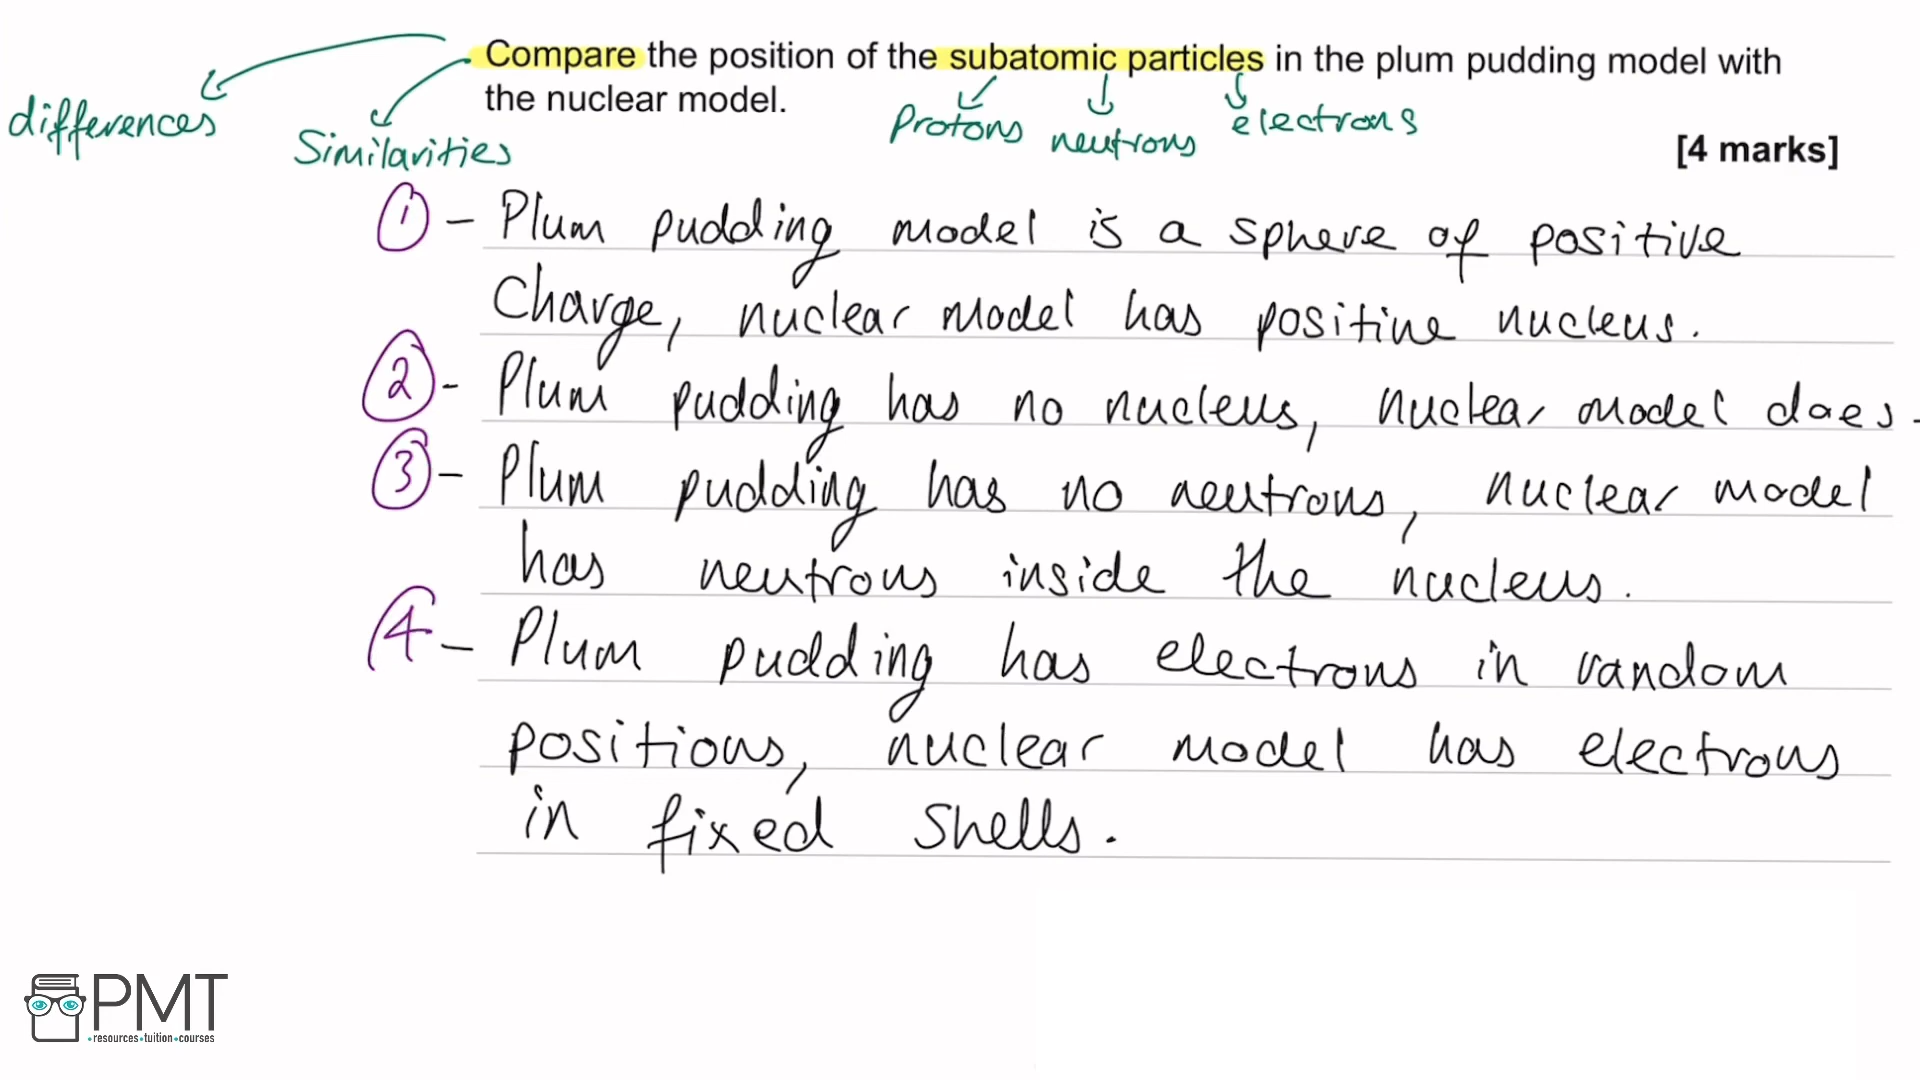 Compare the position of the subatomic particles in the plum pudding model with
the nuclear model.
differences
Similarities
Protons neutrons electrons
[4 marks]
1 - Plum pudding model is a sphere of positive
Charge, nuclear model has positive nucleus.
2 - Plum pudding has no nucleus, nuclear model does.
3 - Plum pudding has no neutrons, nuclear model
has neutrons inside the nucleus.
4 - Plum pudding has electrons in random
positions, nuclear model has electrons
in fixed shells.
PMT
•resources•tuition•courses